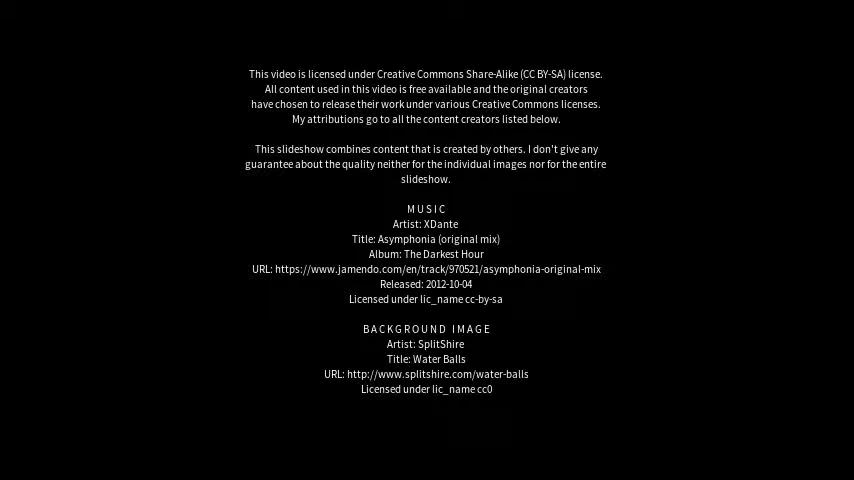 This video is licensed under Creative Commons Share-Alike (CC BY-SA) license.
All content used in this video is free available and the original creators
have chosen to release their work under various Creative Commons licenses.
My attributions go to all the content creators listed below.
This slideshow combines content that is created by others. I don't give any
guarantee about the quality neither for the individual images nor for the entire
slideshow.
MUSIC
Artist: XDante
Title: Asymphonia (original mix)
Album: The Darkest Hour
URL: https://www.jamendo.com/en/track/970521/asymphonia-original-mix
Released: 2012-10-04
Licensed under lic_name cc-by-sa
BACKGROUND IMAGE
Artist: SplitShire
Title: Water Balls
URL: http://www.splitshire.com/water-balls
Licensed under lic_name cc0